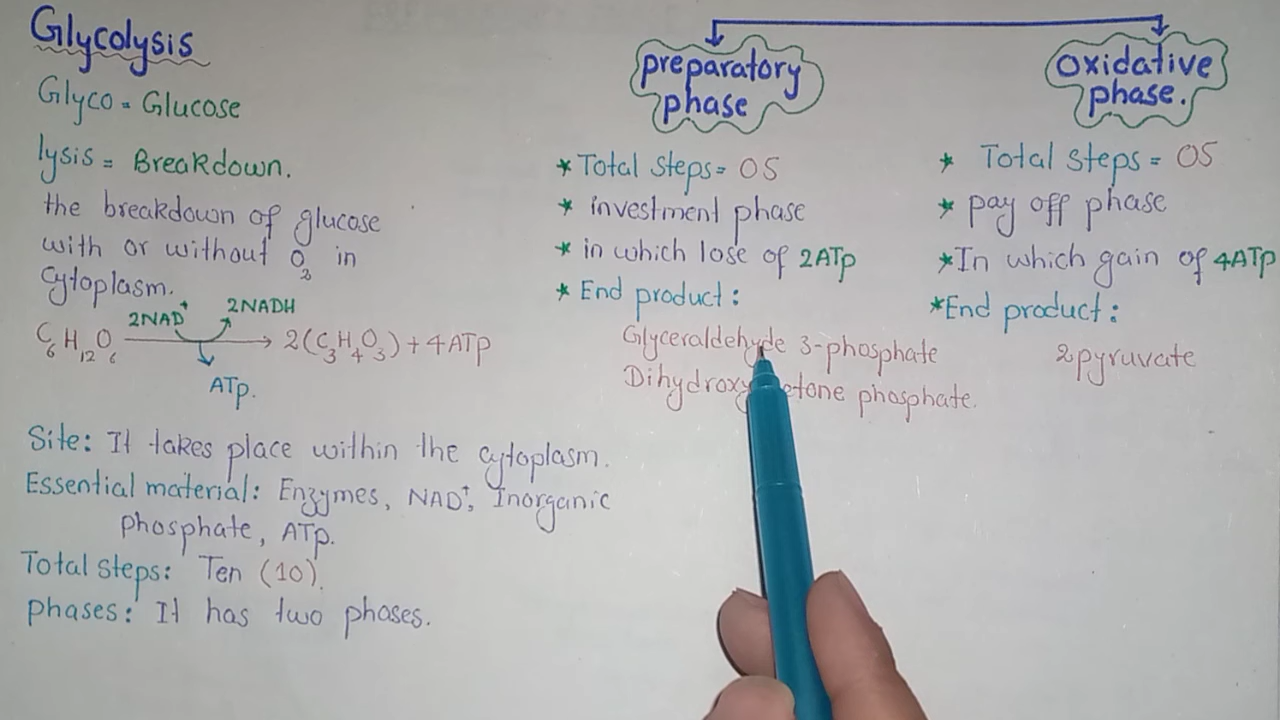 Glycolysis
Glyco = Glucose
lysis = Breakdown.
the breakdown of glucose
with or without O2 in
Cytoplasm.
2NAD+ 2NADH
C6H12O6 → 2(C3H4O3) + 4ATP
ATP.
Site: It takes place within the cytoplasm.
Essential material: Enzymes, NAD+, Inorganic
phosphate, ATP.
Total steps: Ten (10).
phases: It has two phases.
preparatory
phase
* Total Steps= 05
* investment phase
* in which lose of 2ATP
* End product:
Glyceraldehyde 3-phosphate
phosphate.
oxidative
phase.
* Total Steps = 05
* pay off phase
*In which gain of 4ATP
*End product:
2pyruvate